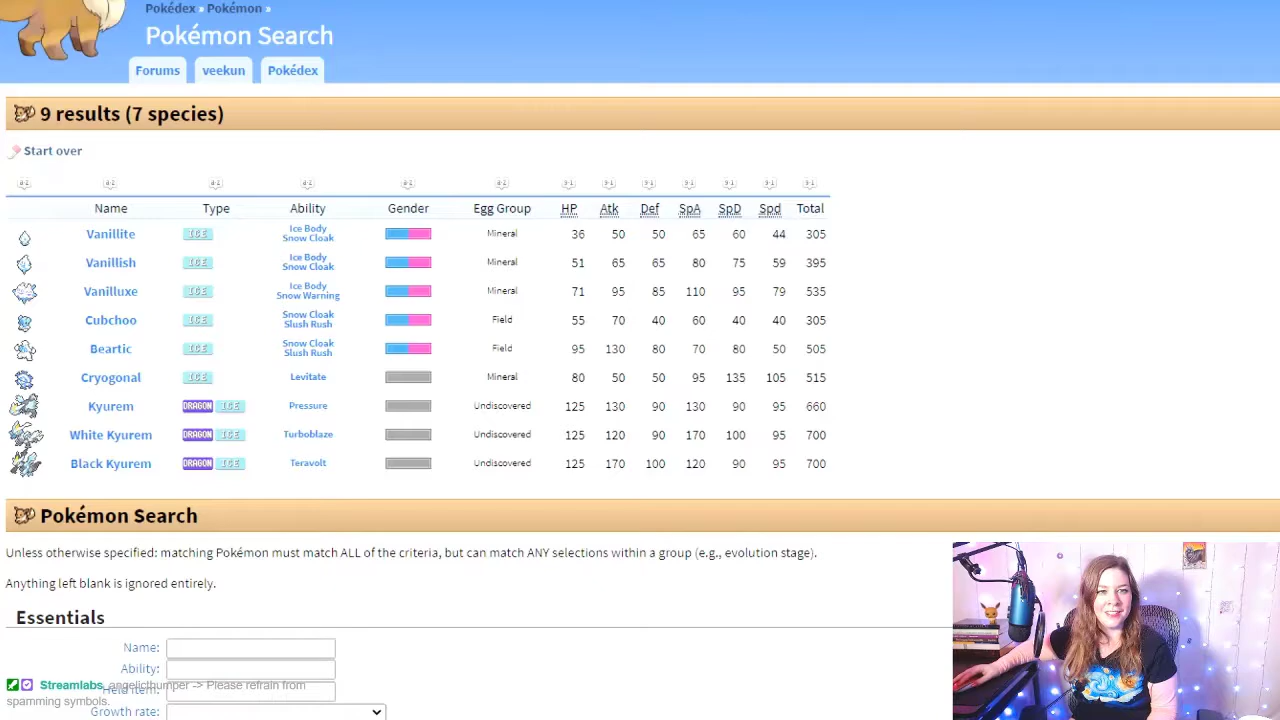 Pokédex » Pokémon »
Pokémon Search
Forums veekun Pokédex
9 results (7 species)
Start over
Name Type Ability Gender Egg Group HP Atk Def SpA SpD Spd Total
Vanillite ICE Ice Body Snow Cloak Mineral 36 50 50 65 60 44 305
Vanillish ICE Ice Body Snow Cloak Mineral 51 65 65 80 75 59 395
Vanilluxe ICE Ice Body Snow Warning Mineral 71 95 85 110 95 79 535
Cubchoo ICE Snow Cloak Slush Rush Field 55 70 40 60 40 40 305
Beartic ICE Snow Cloak Slush Rush Field 95 130 80 70 80 50 505
Cryogonal ICE Levitate Mineral 80 50 50 95 135 105 515
Kyurem DRAGON ICE Pressure Undiscovered 125 130 90 130 90 95 660
White Kyurem DRAGON ICE Turboblaze Undiscovered 125 120 90 170 100 95 700
Black Kyurem DRAGON ICE Teravolt Undiscovered 125 170 100 120 90 95 700
Pokémon Search
Unless otherwise specified: matching Pokémon must match ALL of the criteria, but can match ANY selections within a group (e.g., evolution stage).
Anything left blank is ignored entirely.
Essentials
Name:
Ability:
Held item:
Streamlabs angelicthumper -> Please refrain from
spamming symbols.
Growth rate: